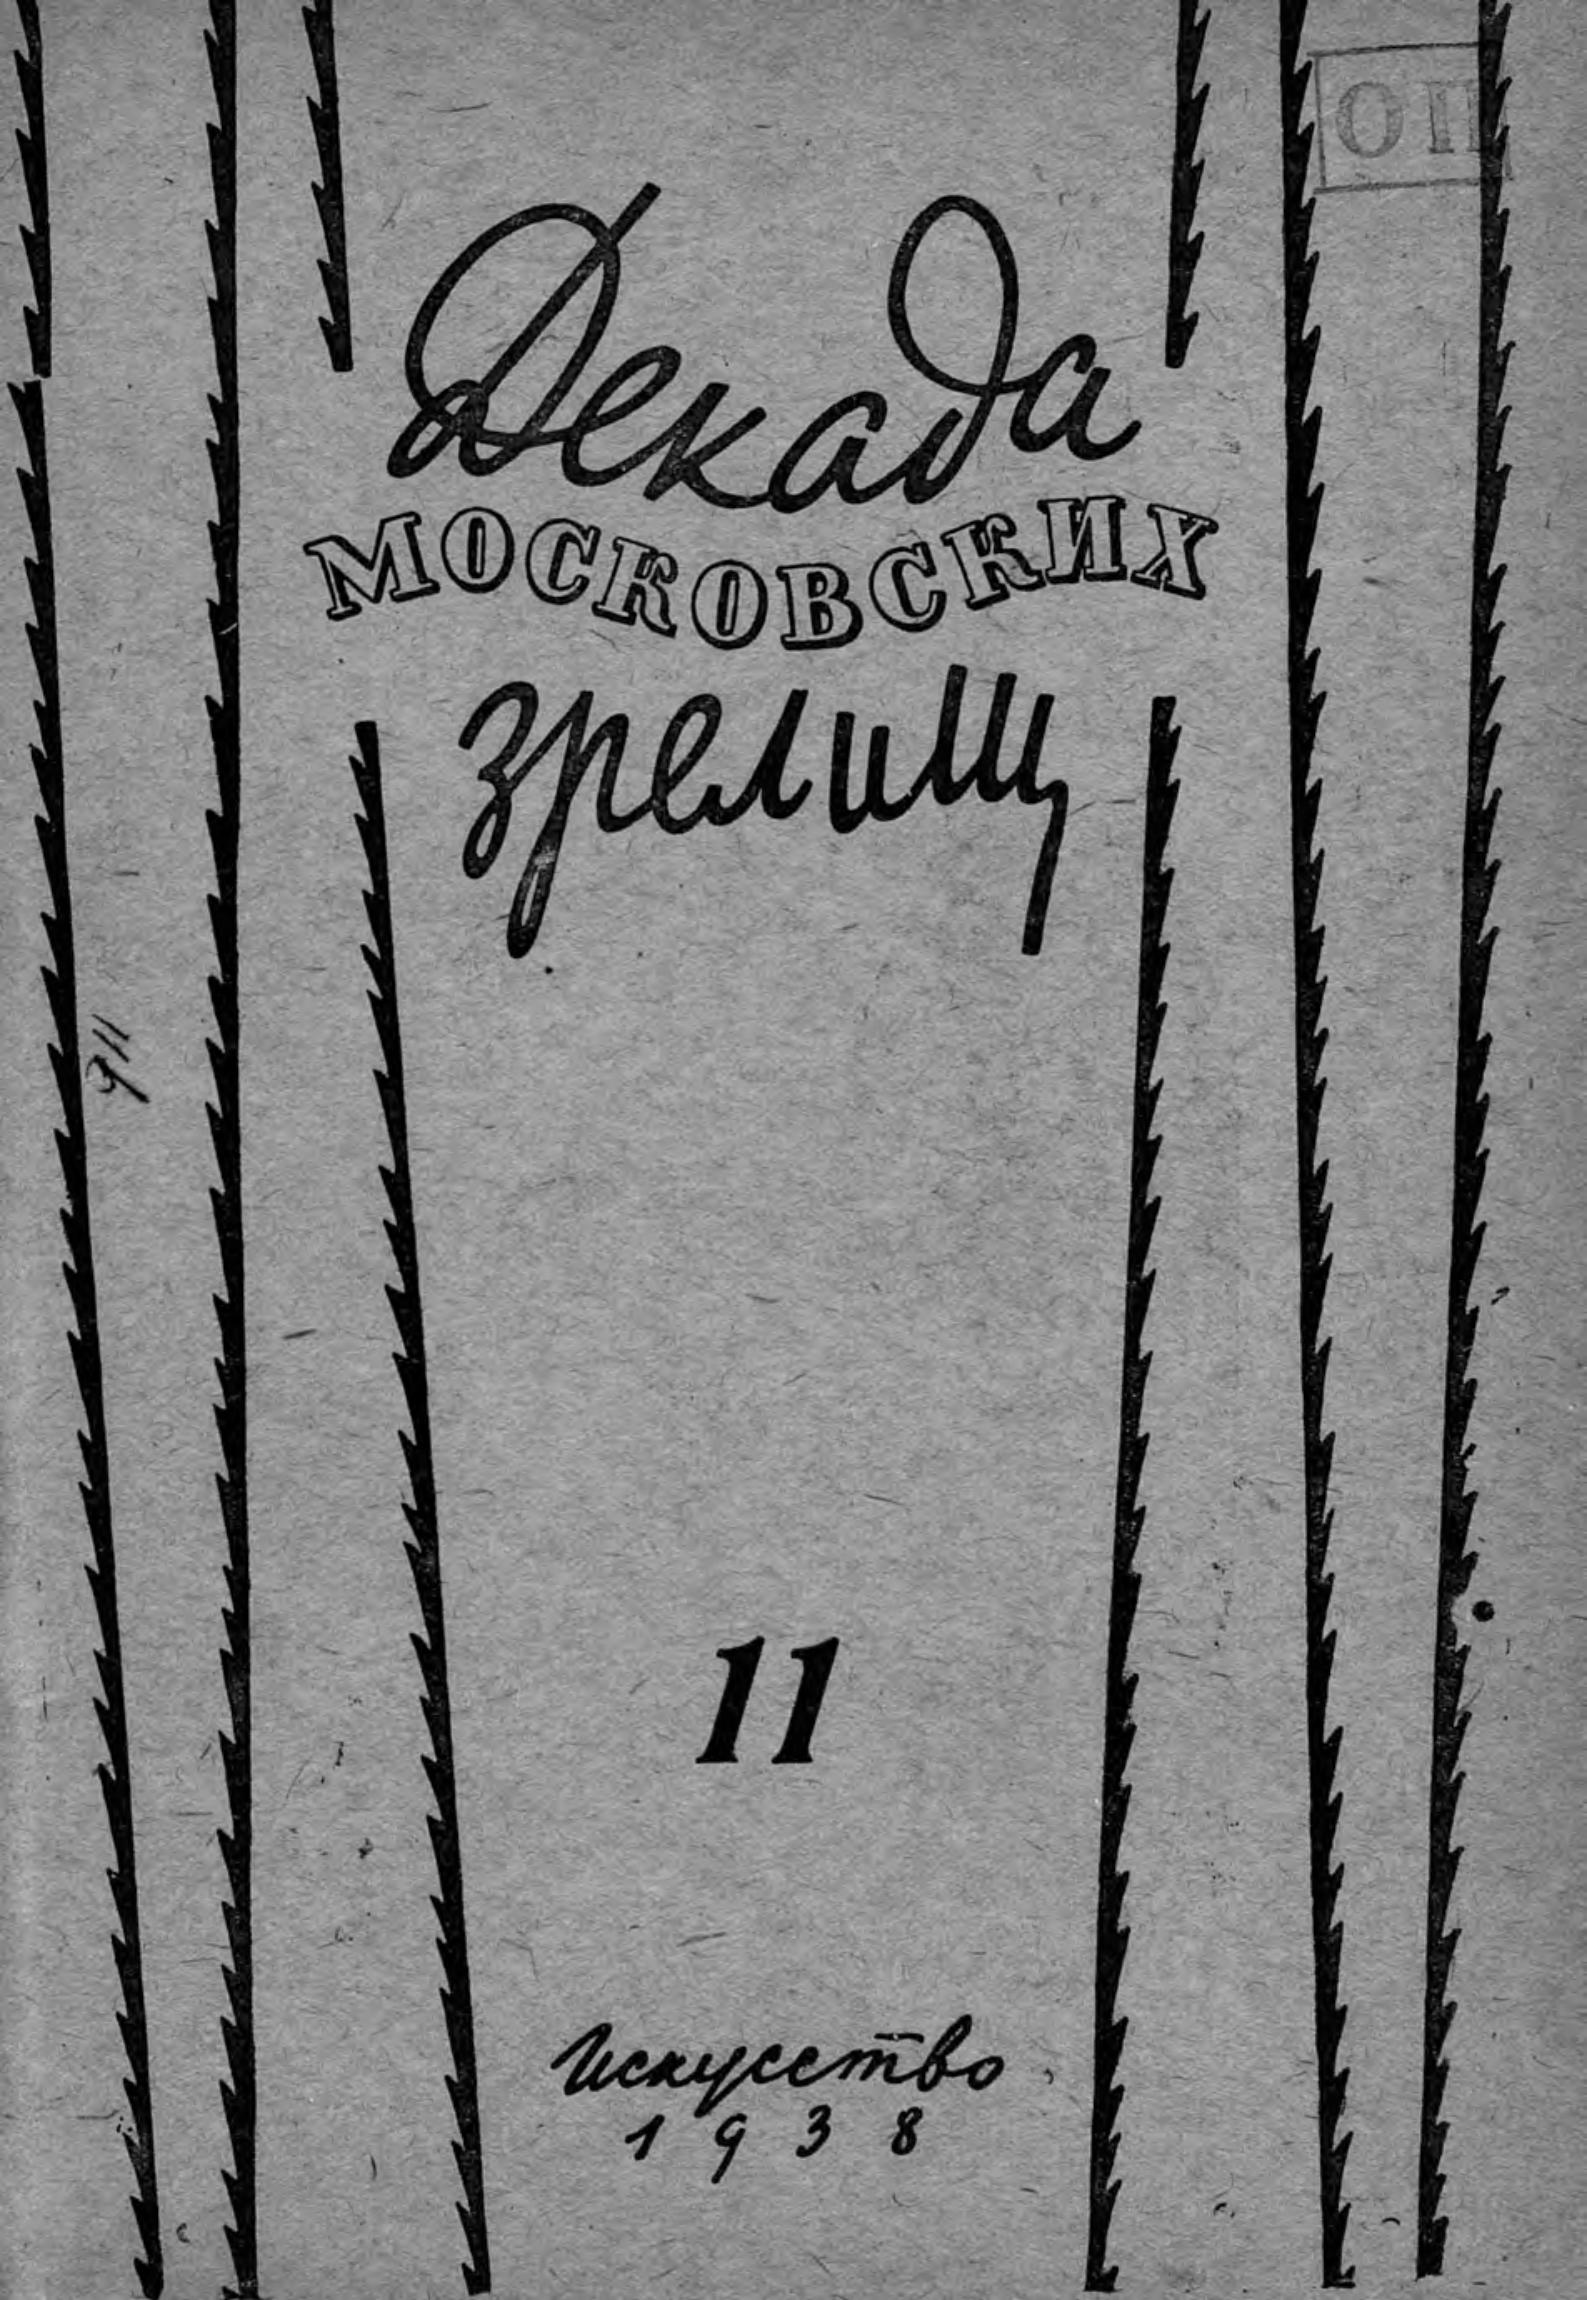 Декада
МОСКОВСКИХ
зрелищ
11
Искусство
1938